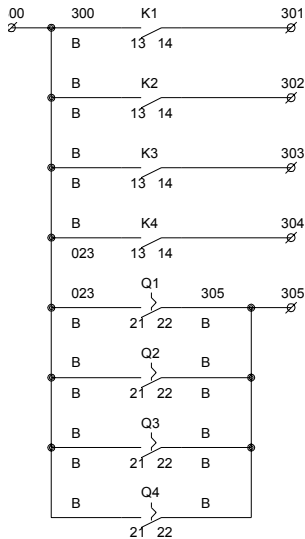 00 300 K1 301
B 13 14
B K2 302
B 13 14
B K3 303
B 13 14
B K4 304
023 13 14
023 Q1 305 305
B 21 22 B
B Q2 B
B 21 22 B
B Q3 B
B 21 22 B
B Q4 B
21 22